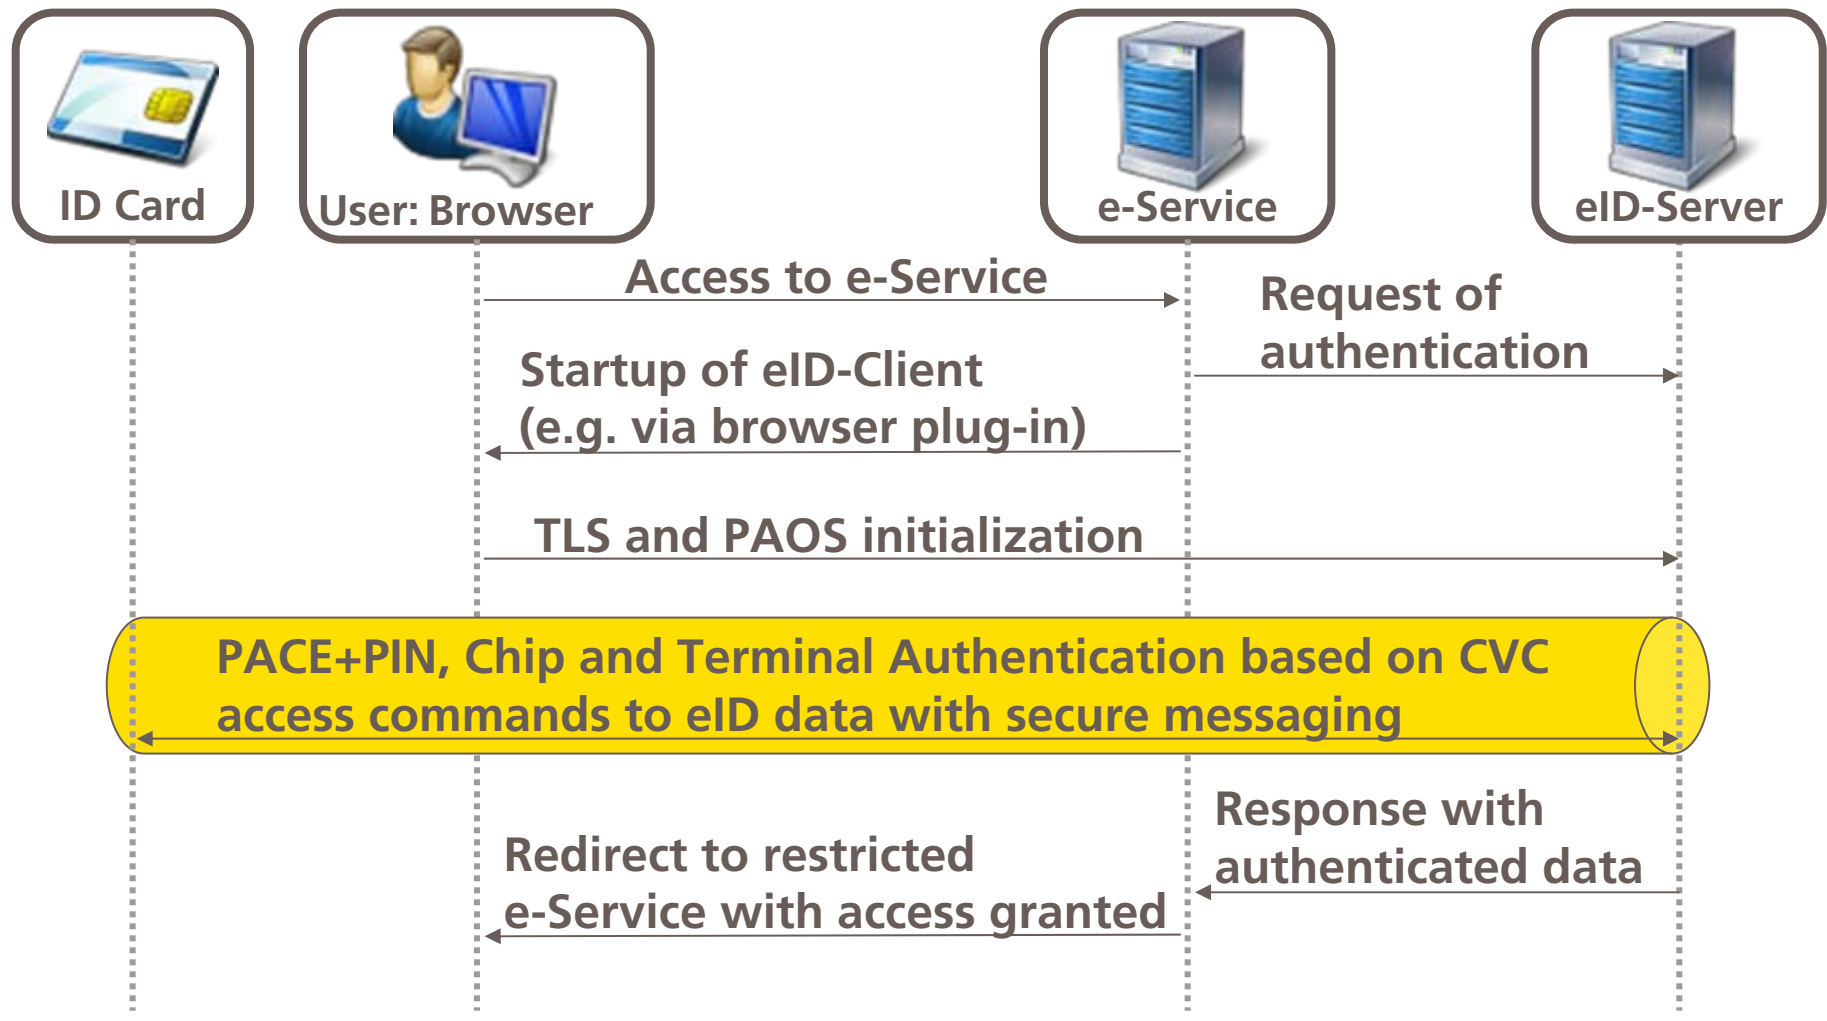 ID Card
User: Browser
e-Service
eID-Server
Access to e-Service
Request of
authentication
Startup of eID-Client
(e.g. via browser plug-in)
TLS and PAOS initialization
PACE+PIN, Chip and Terminal Authentication based on CVC
access commands to eID data with secure messaging
Response with
authenticated data
Redirect to restricted
e-Service with access granted